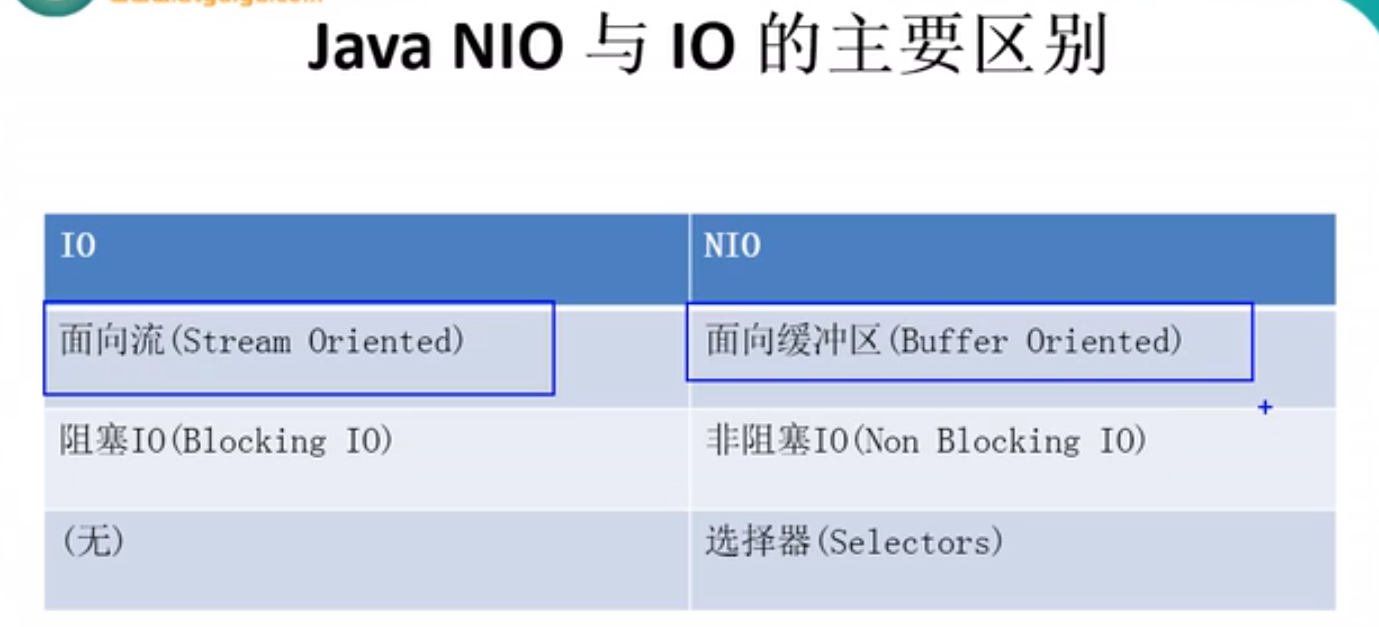 Java NIO 与 IO 的主要区别
IO
NIO
面向流(Stream Oriented)
面向缓冲区(Buffer Oriented)
阻塞IO(Blocking IO)
非阻塞IO(Non Blocking IO)
(无)
选择器(Selectors)